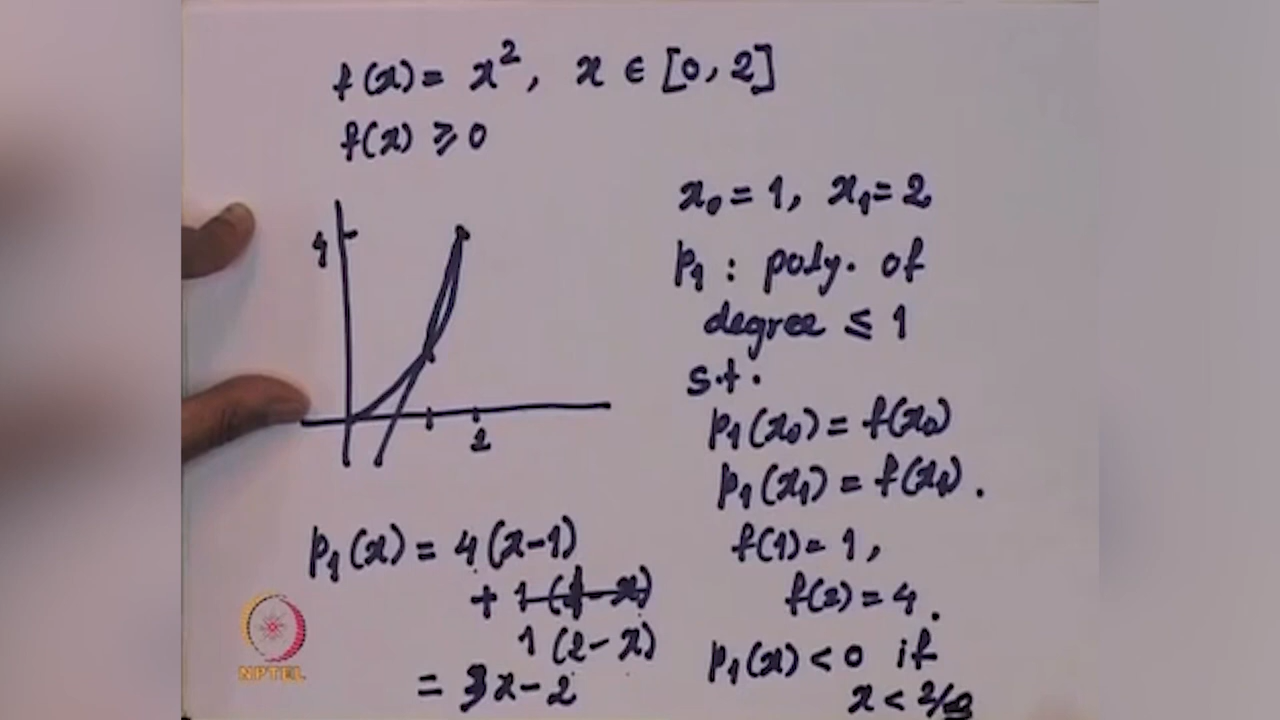 f(x) = x², x ∈ [0, 2]
f(x) ≥ 0
4
2
x₀ = 1, x₁ = 2
p₁ : poly. of
degree ≤ 1
s.t.
p₁(x₀) = f(x₀)
p₁(x₁) = f(x₁).
f(1) = 1,
f(2) = 4.
p₁(x) < 0 if
x < 2/3
p₁(x) = 4(x-1)
+ 1(1-x)
1(2-x)
= 3x-2
NPTEL